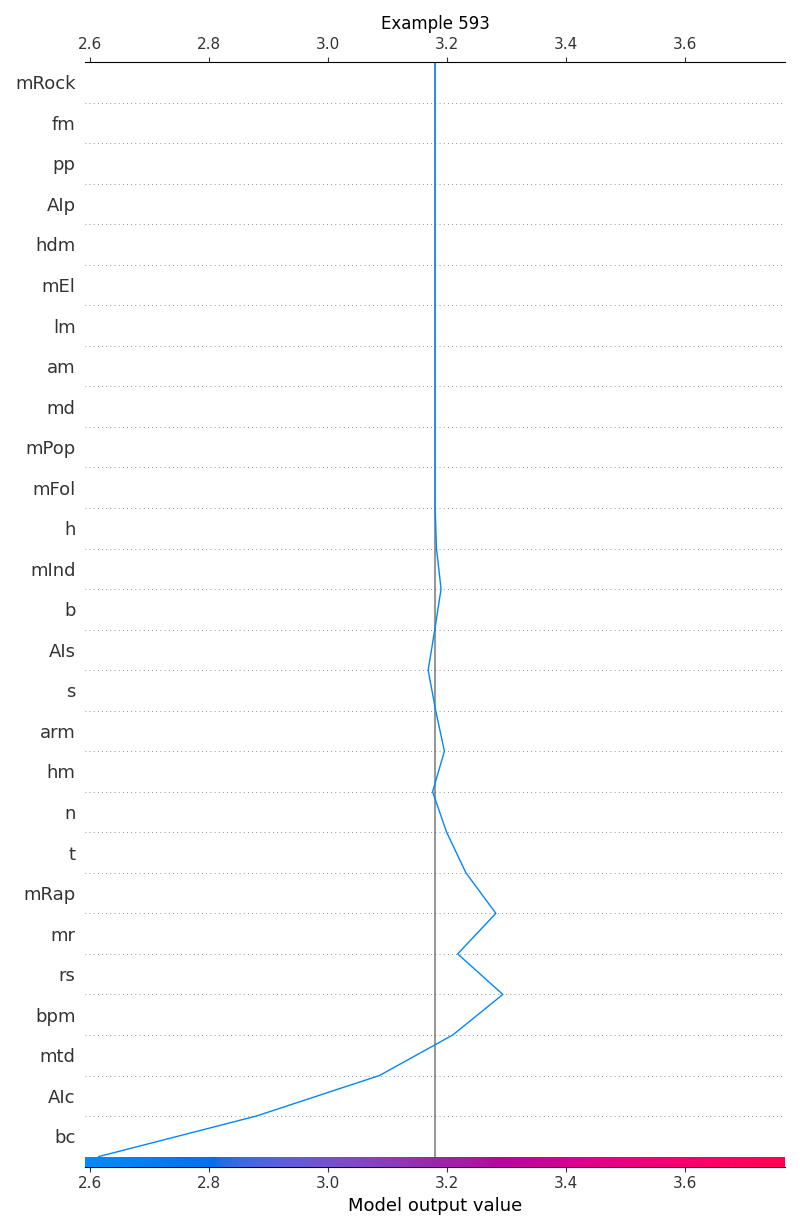 Example 593
2.6 2.8 3.0 3.2 3.4 3.6
mRock
fm
pp
AIp
hdm
mEl
lm
am
md
mPop
mFol
h
mInd
b
AIs
s
arm
hm
n
t
mRap
mr
rs
bpm
mtd
AIc
bc
2.6 2.8 3.0 3.2 3.4 3.6
Model output value